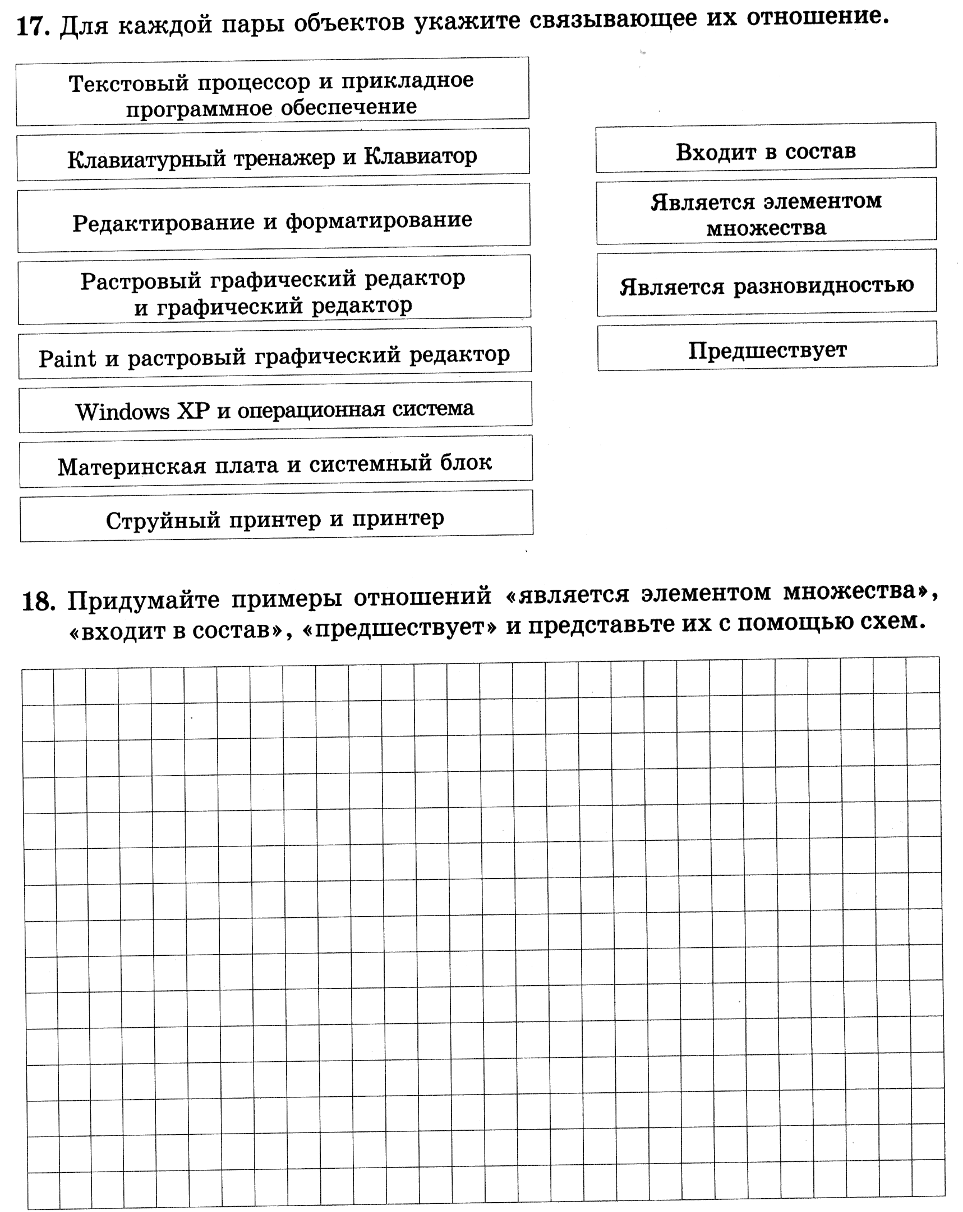 17. Для каждой пары объектов укажите связывающее их отношение.
Текстовый процессор и прикладное
программное обеспечение
Клавиатурный тренажер и Клавиатор
Редактирование и форматирование
Растровый графический редактор
и графический редактор
Paint и растровый графический редактор
Windows XP и операционная система
Материнская плата и системный блок
Струйный принтер и принтер
Входит в состав
Является элементом
множества
Является разновидностью
Предшествует
18. Придумайте примеры отношений «является элементом множества»,
«входит в состав», «предшествует» и представьте их с помощью схем.